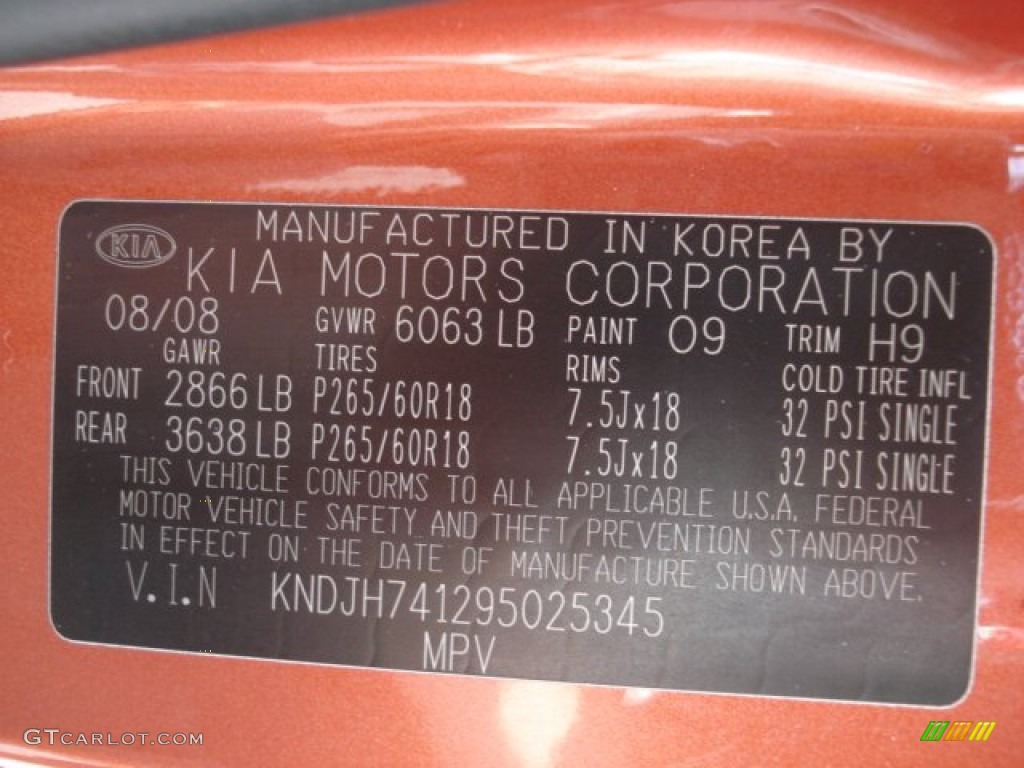 MANUFACTURED IN KOREA BY
KIA KIA MOTORS CORPORATION
08/08 GVWR 6063 LB PAINT O9 TRIM H9
GAWR TIRES RIMS COLD TIRE INFL
FRONT 2866 LB P265/60R18 7.5Jx18 32 PSI SINGLE
REAR 3638 LB P265/60R18 7.5Jx18 32 PSI SINGLE
THIS VEHICLE CONFORMS TO ALL APPLICABLE U.S.A. FEDERAL
MOTOR VEHICLE SAFETY AND THEFT PREVENTION STANDARDS
IN EFFECT ON THE DATE OF MANUFACTURE SHOWN ABOVE.
V.I.N KNDJH741295025345
MPV
GTCARLOT.COM